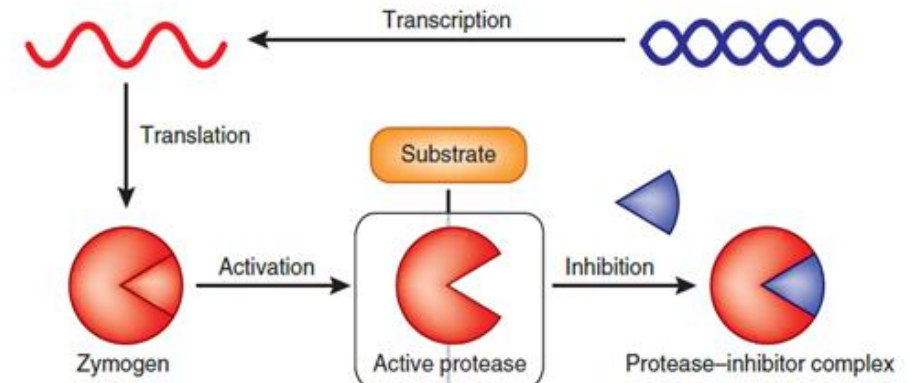 Transcription
Translation
Substrate
Activation
Inhibition
Zymogen
Active protease
Protease–inhibitor complex